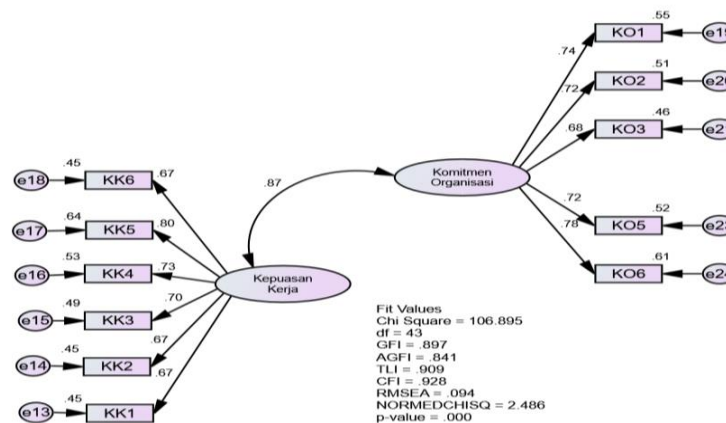 .55
KO1
e19
.74
.51
KO2
.72
.46
KO3
.68
Komitmen
Organisasi
.87
.72
.52
KO5
.78
.61
KO6
.45
e18
KK6
.67
.64
e17
KK5
.80
.53
e16
KK4
.73
.49
e15
KK3
.70
Kepuasan
Kerja
.45
e14
KK2
.67
.45
e13
KK1
.67
Fit Values
Chi Square = 106.895
df = 43
GFI = .897
AGFI = .841
TLI = .909
CFI = .928
RMSEA = .094
NORMEDCHISQ = 2.486
p-value = .000